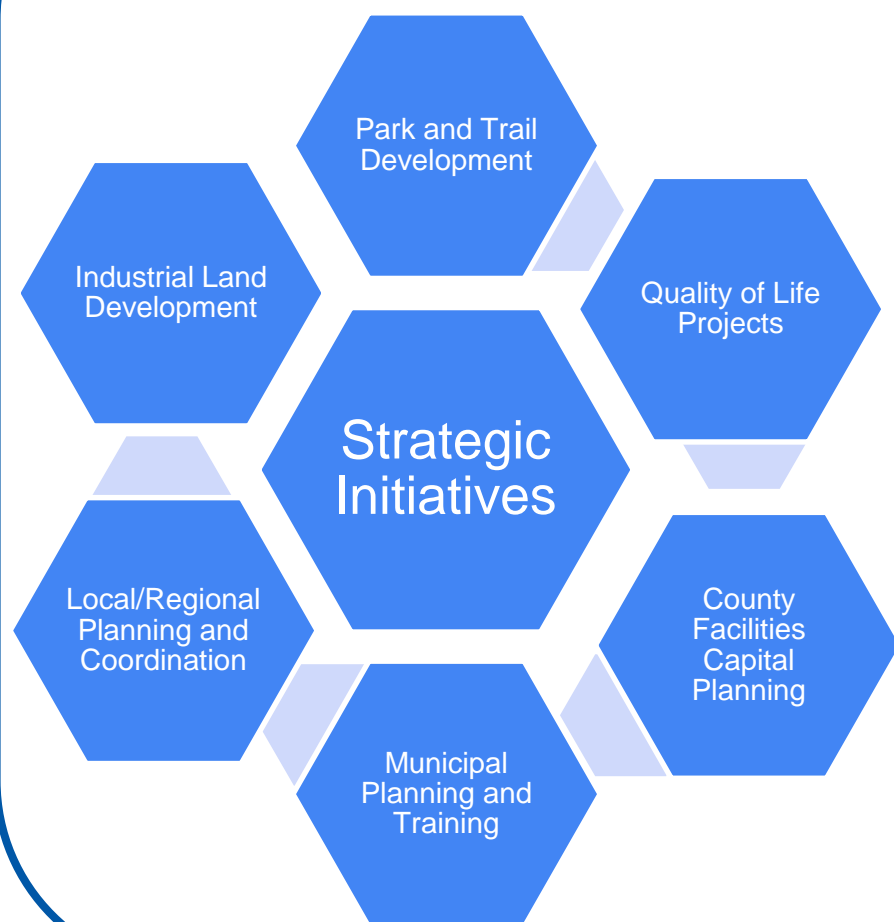 Park and Trail
Development
Industrial Land
Development
Quality of Life
Projects
Strategic
Initiatives
Local/Regional
Planning and
Coordination
County
Facilities
Capital
Planning
Municipal
Planning and
Training